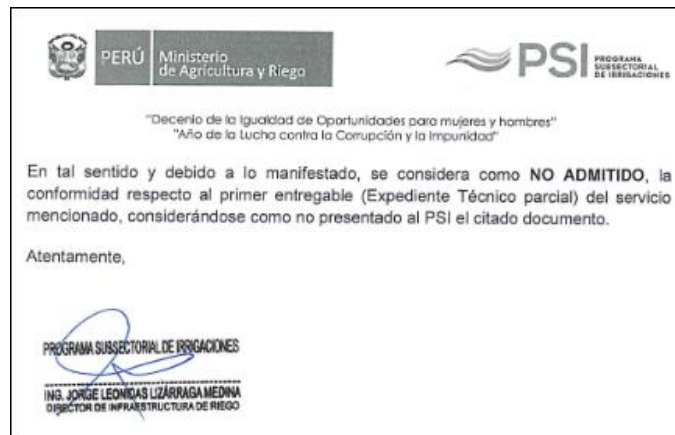 PERÚ
Ministerio
de Agricultura y Riego
PSI
PROGRAMA
SUBSECTORIAL
DE IRRIGACIONES
"Decenio de la Igualdad de Oportunidades para mujeres y hombres"
"Año de la Lucha contra la Corrupción y la Impunidad"
En tal sentido y debido a lo manifestado, se considera como NO ADMITIDO, la
conformidad respecto al primer entregable (Expediente Técnico parcial) del servicio
mencionado, considerándose como no presentado al PSI el citado documento.
Atentamente,
PROGRAMA SUBSECTORIAL DE IRRIGACIONES
ING. JORGE LEONIDAS LIZÁRRAGA MEDINA
DIRECTOR DE INFRAESTRUCTURA DE RIEGO